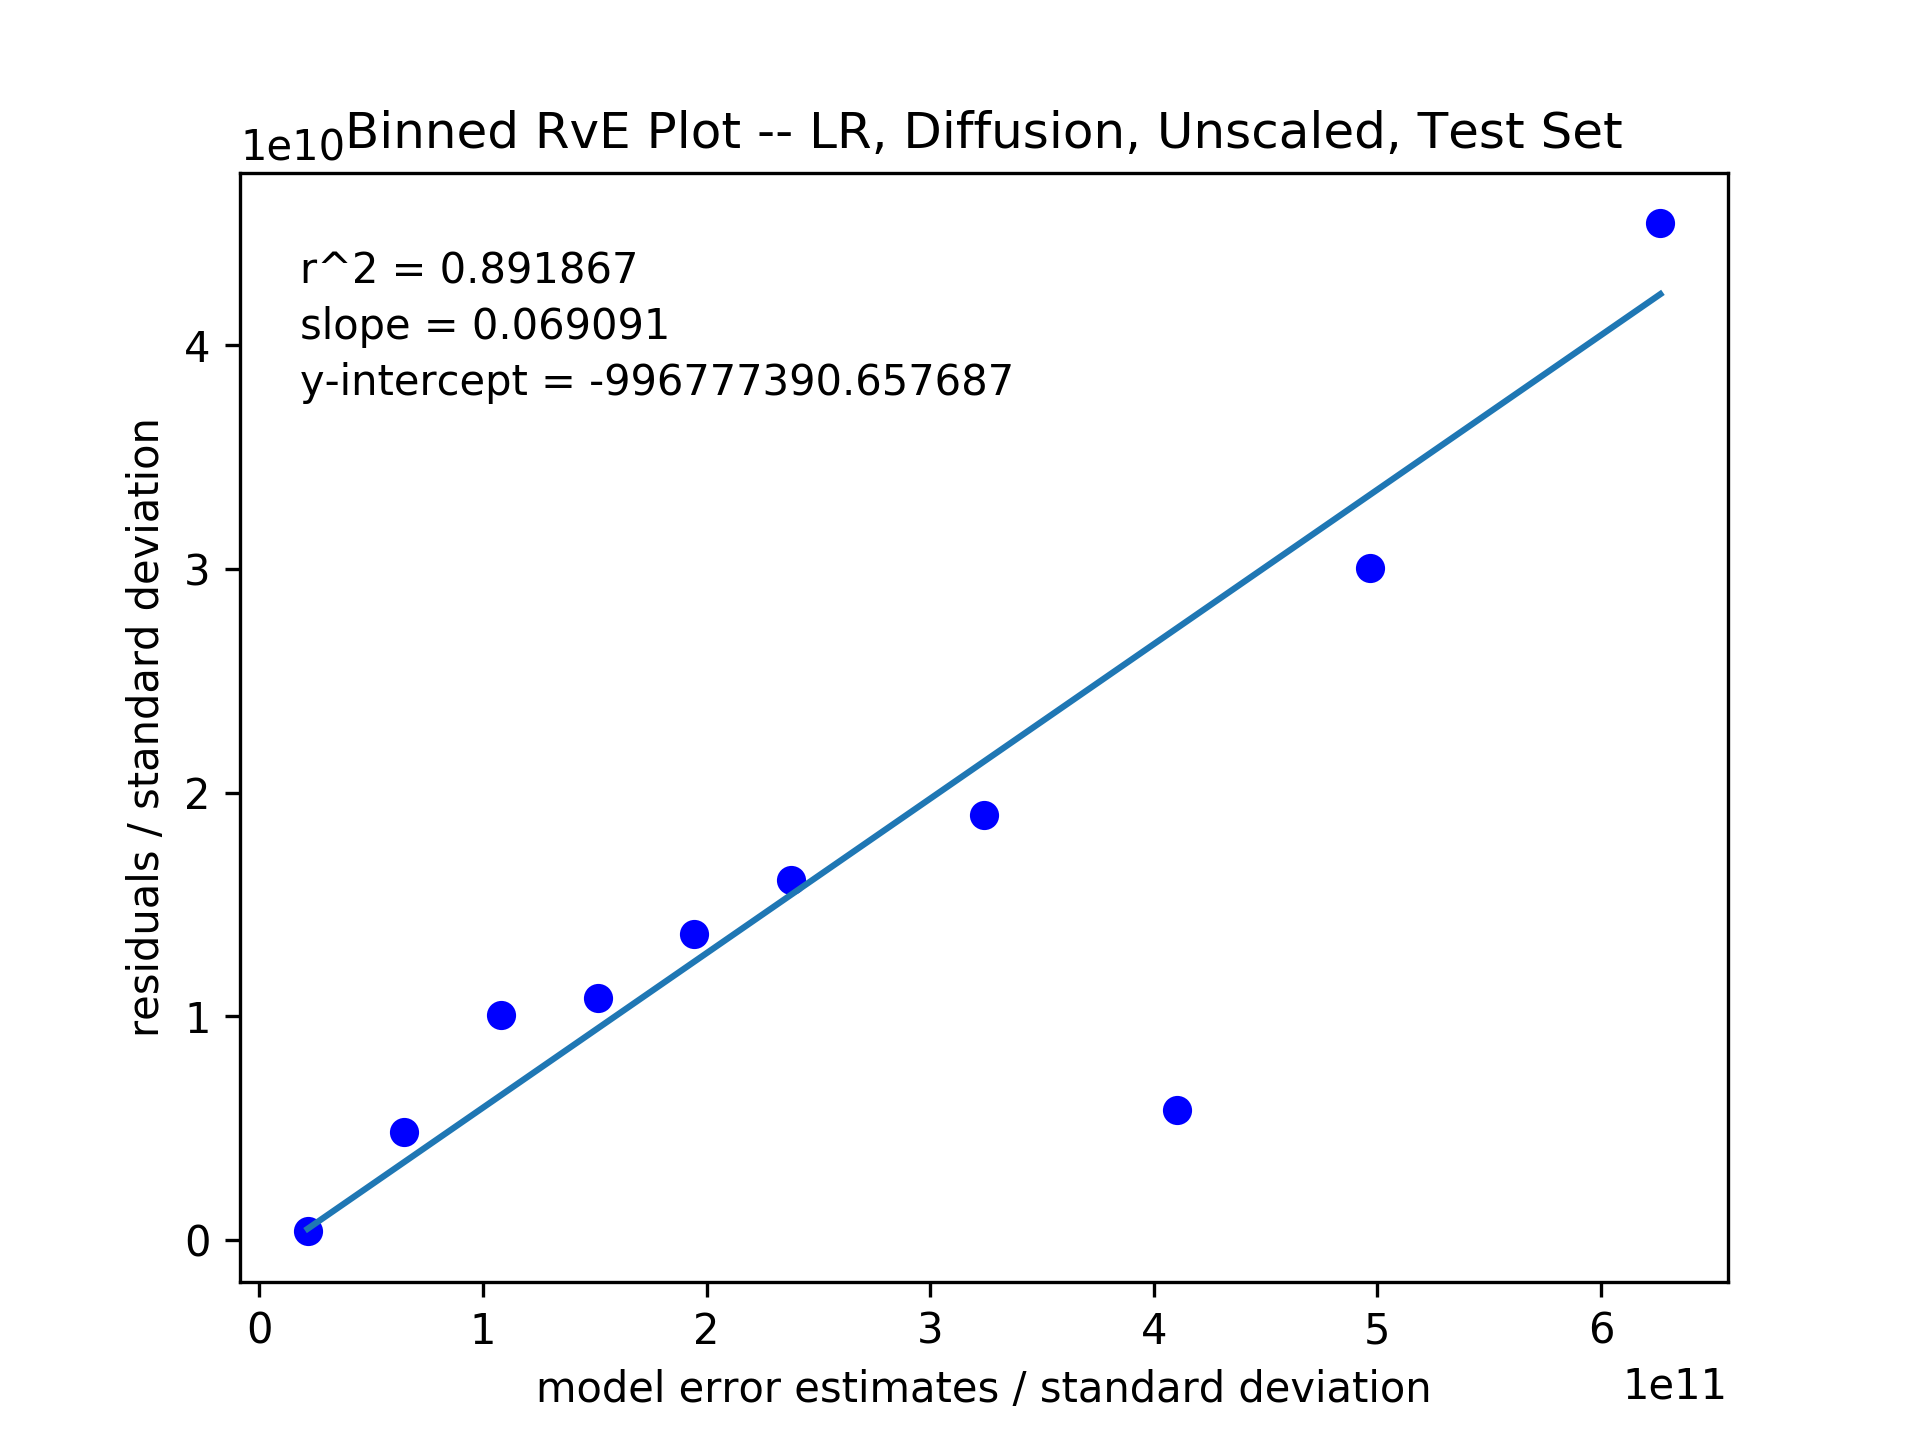 1e10
Binned RvE Plot -- LR, Diffusion, Unscaled, Test Set
r^2 = 0.891867
slope = 0.069091
y-intercept = -996777390.657687
residuals / standard deviation
4
3
2
1
0
0 1 2 3 4 5 6
1e11
model error estimates / standard deviation